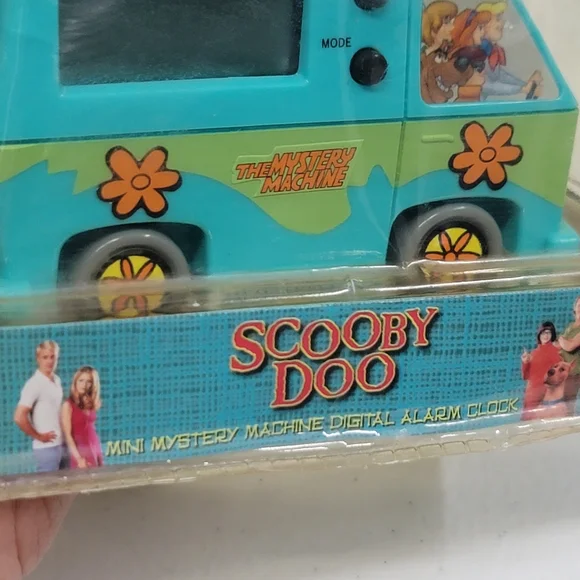 MODE
THE MYSTERY
MACHINE
SCOOBY
DOO
MINI MYSTERY MACHINE DIGITAL ALARM CLOCK